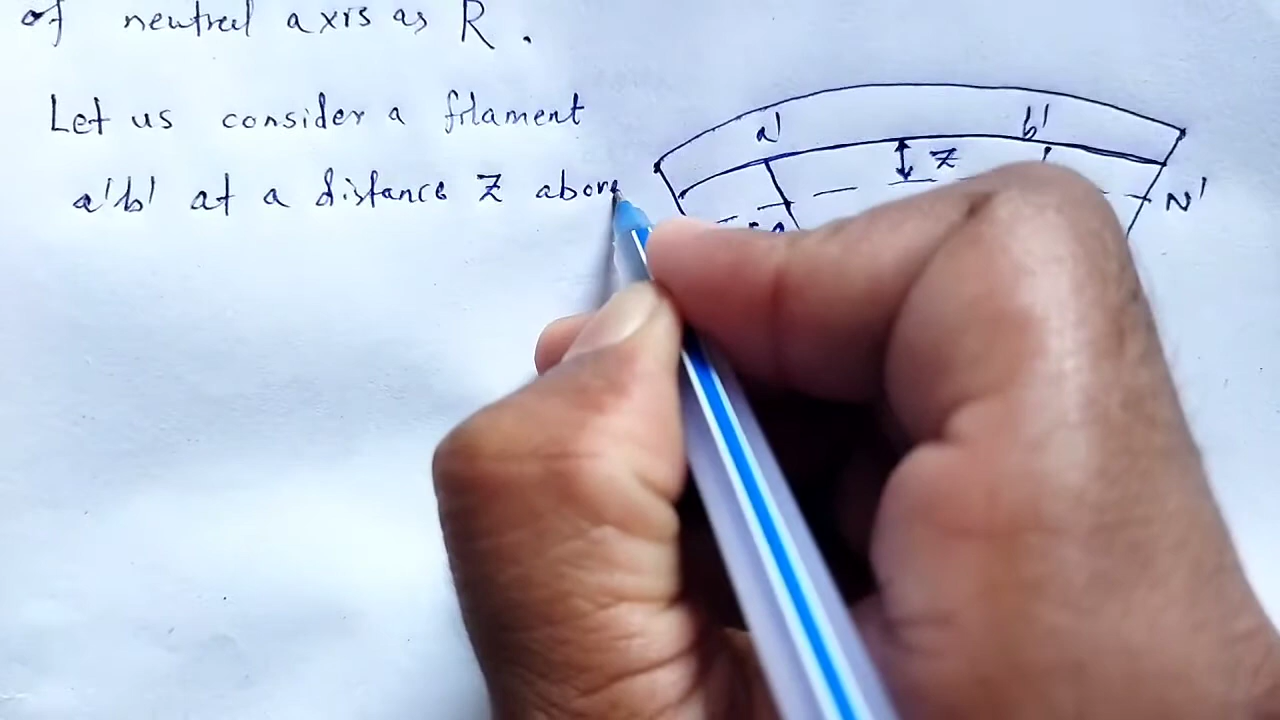 of neutral axis as R.
Let us consider a filament
a'b' at a distance Z above
a' b'
Z
N'